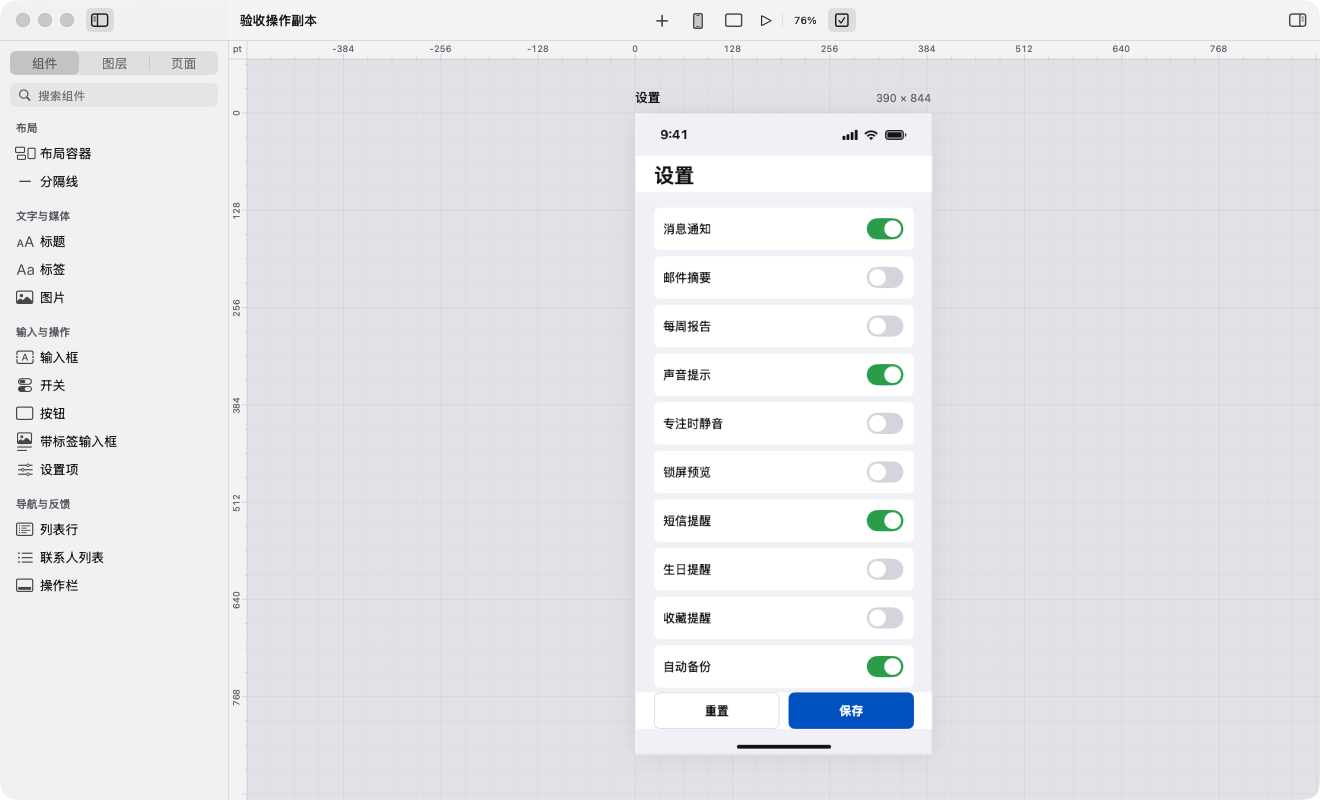 验收操作副本
76%
组件 图层 页面
搜索组件
布局
布局容器
分隔线
文字与媒体
AA 标题
Aa 标签
图片
输入与操作
A 输入框
开关
按钮
带标签输入框
设置项
导航与反馈
列表行
联系人列表
操作栏
pt -384 -256 -128 0 128 256 384 512 640 768
0
128
256
384
512
640
768
设置 390 × 844
9:41
设置
消息通知
邮件摘要
每周报告
声音提示
专注时静音
锁屏预览
短信提醒
生日提醒
收藏提醒
自动备份
重置 保存